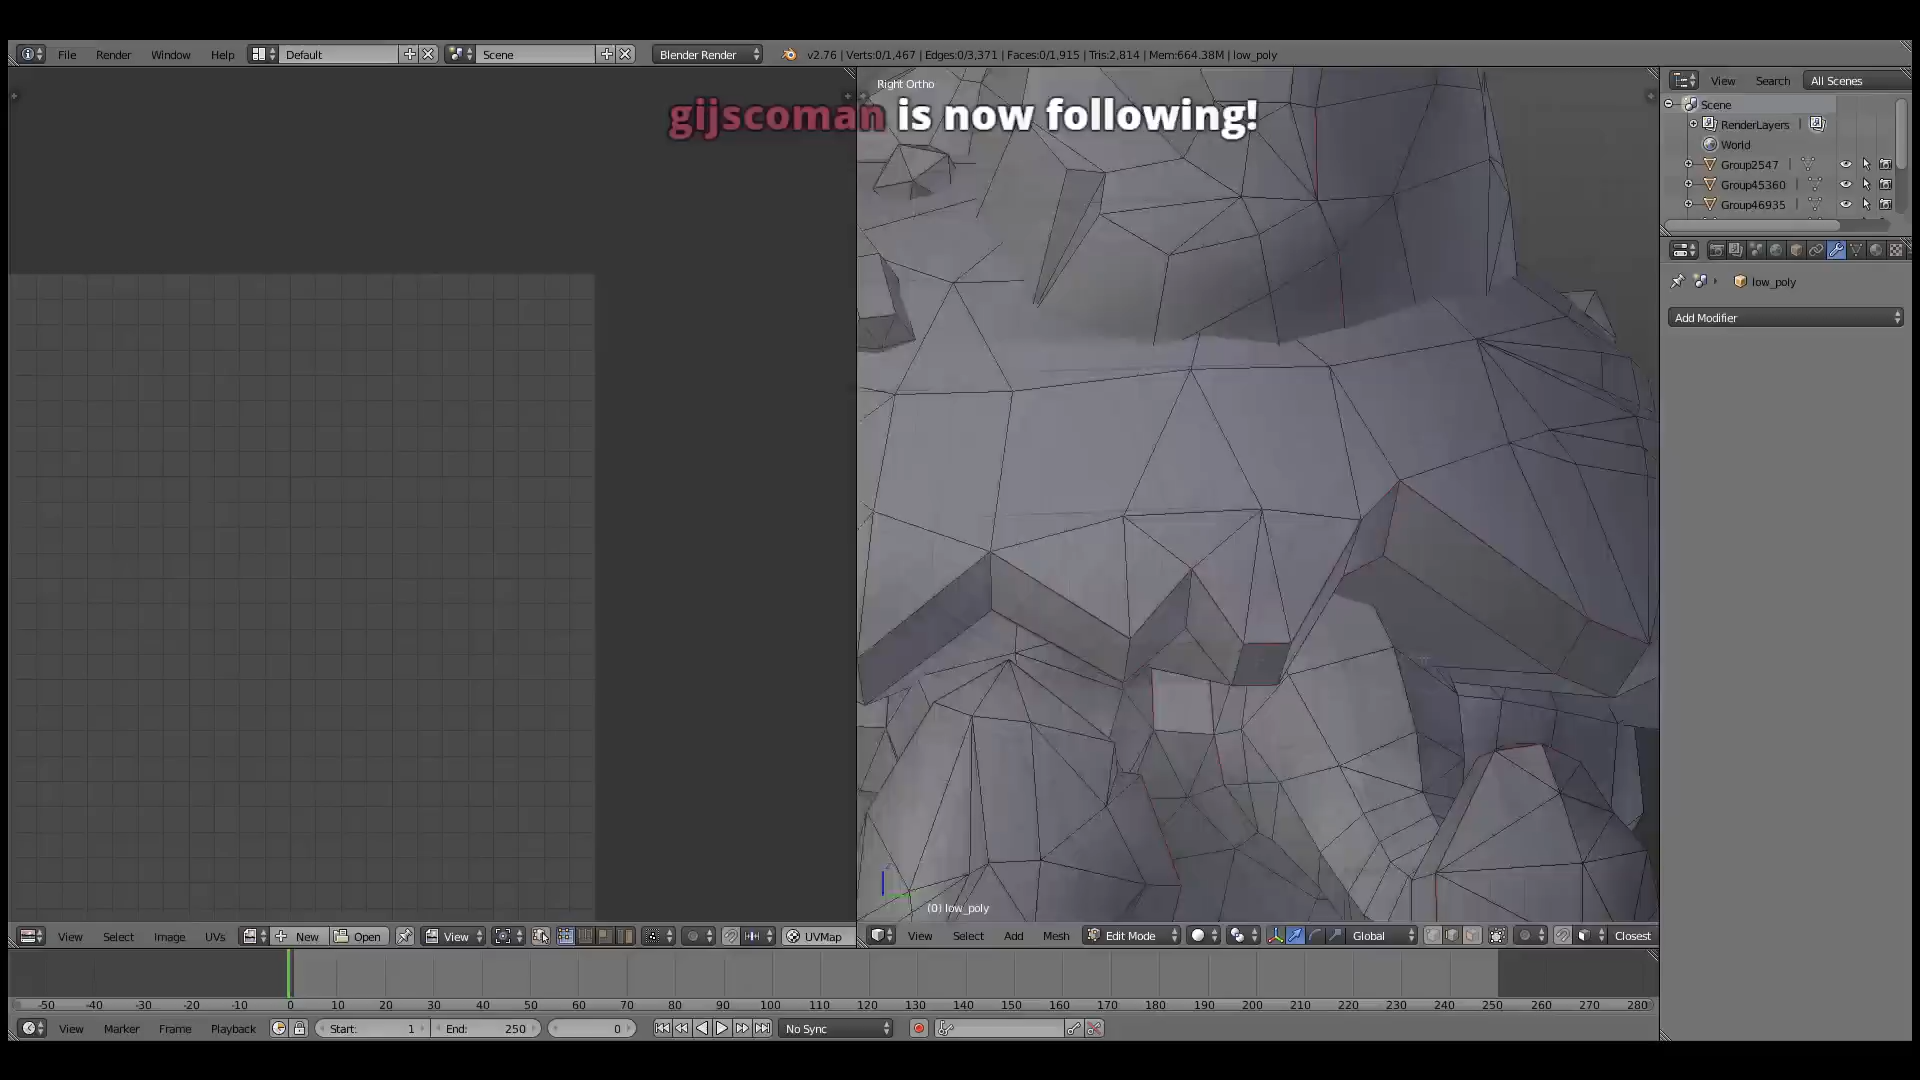 File Render Window Help Default Scene Blender Render v2.76 | Verts:0/1,467 | Edges:0/3,371 | Faces:0/1,915 | Tris:2,814 | Mem:664.38M | low_poly
Right Ortho
gijscoman is now following!
View Search All Scenes
Scene
RenderLayers |
World
Group2547 |
Group45360 |
Group46935 |
low_poly
Add Modifier
(0) low_poly
View Select Image UVs New Open View UVMap
View Select Add Mesh Edit Mode Global Closest
-50 -40 -30 -20 -10 0 10 20 30 40 50 60 70 80 90 100 110 120 130 140 150 160 170 180 190 200 210 220 230 240 250 260 270 280
View Marker Frame Playback Start: 1 End: 250 0 No Sync